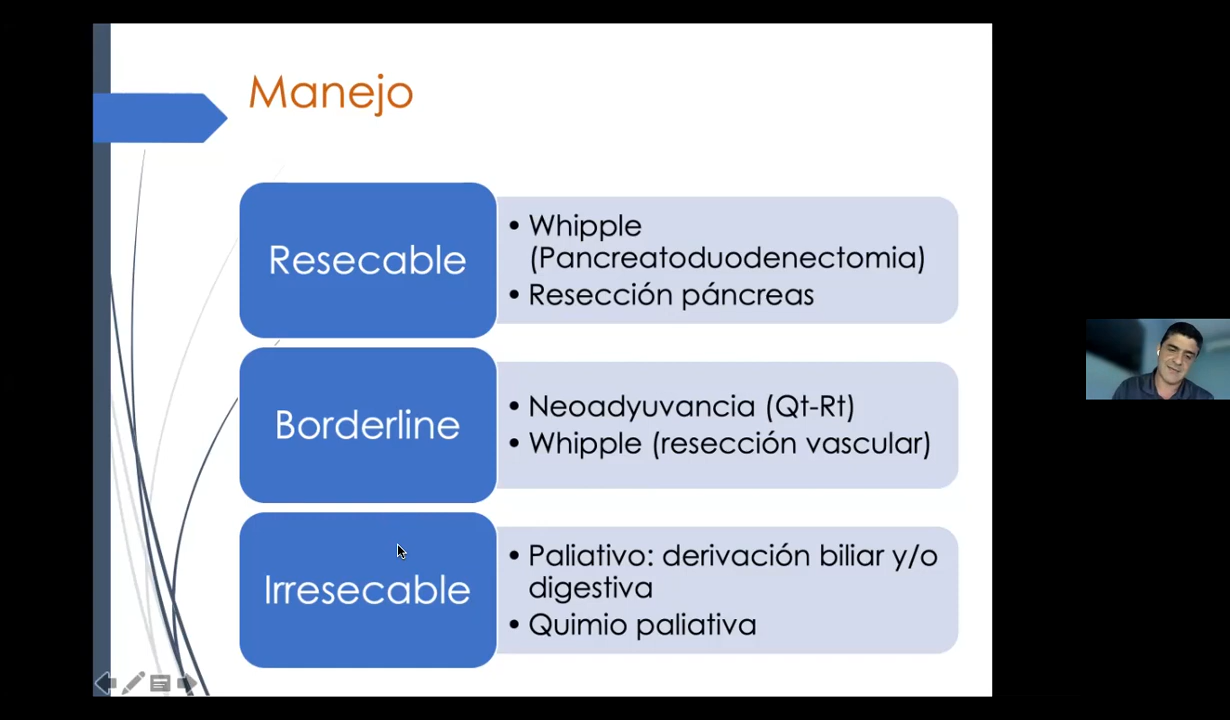 Manejo
Resecable
• Whipple
(Pancreatoduodenectomia)
• Resección páncreas
Borderline
• Neoadyuvancia (Qt-Rt)
• Whipple (resección vascular)
Irresecable
• Paliativo: derivación biliar y/o
digestiva
• Quimio paliativa